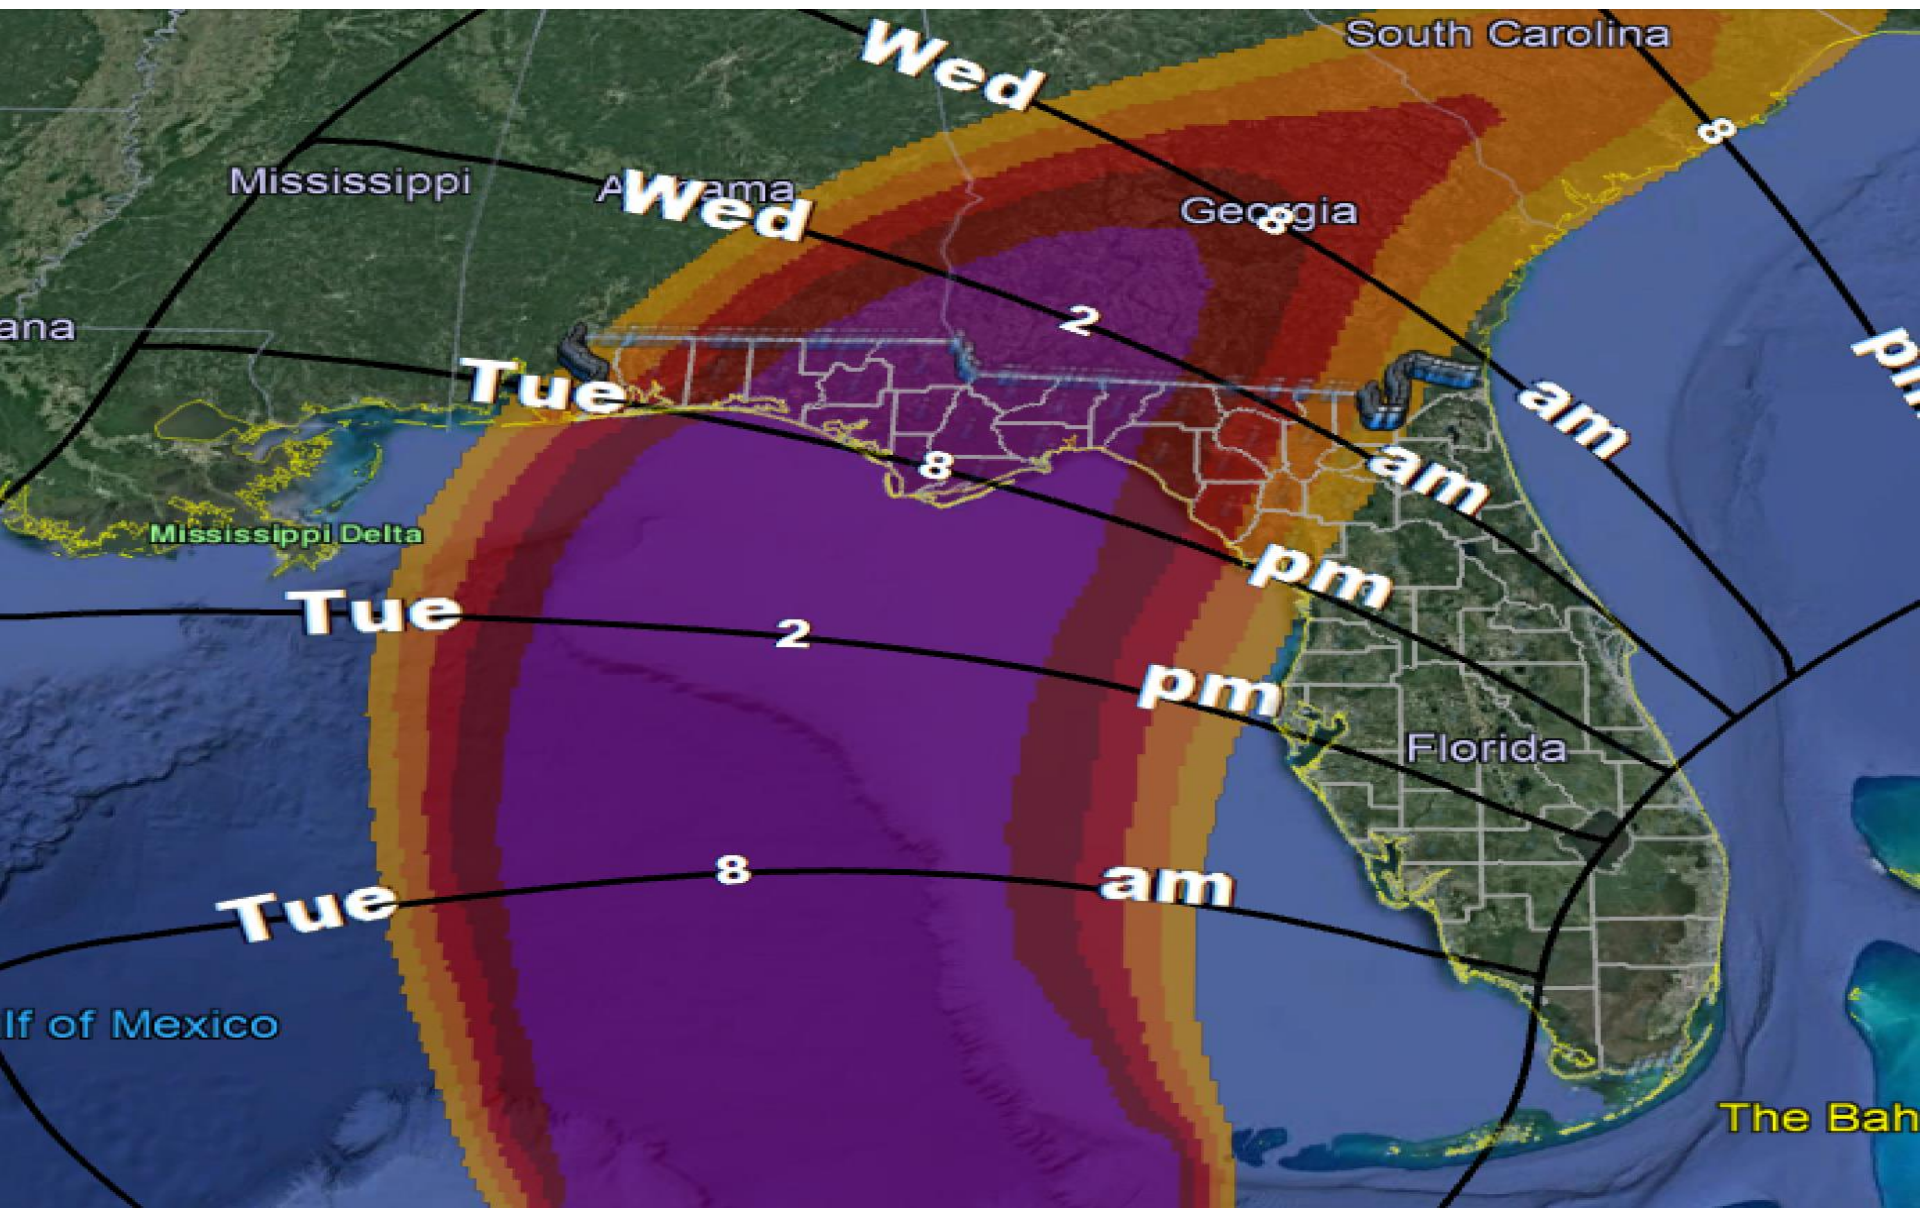 South Carolina
Wed
8
Mississippi
A ama
Wed
Georgia
8
ana
2
pm
Tue
am
8
am
Mississippi Delta
pm
Tue
2
pm
Florida
Tue
8
am
lf of Mexico
The Bah